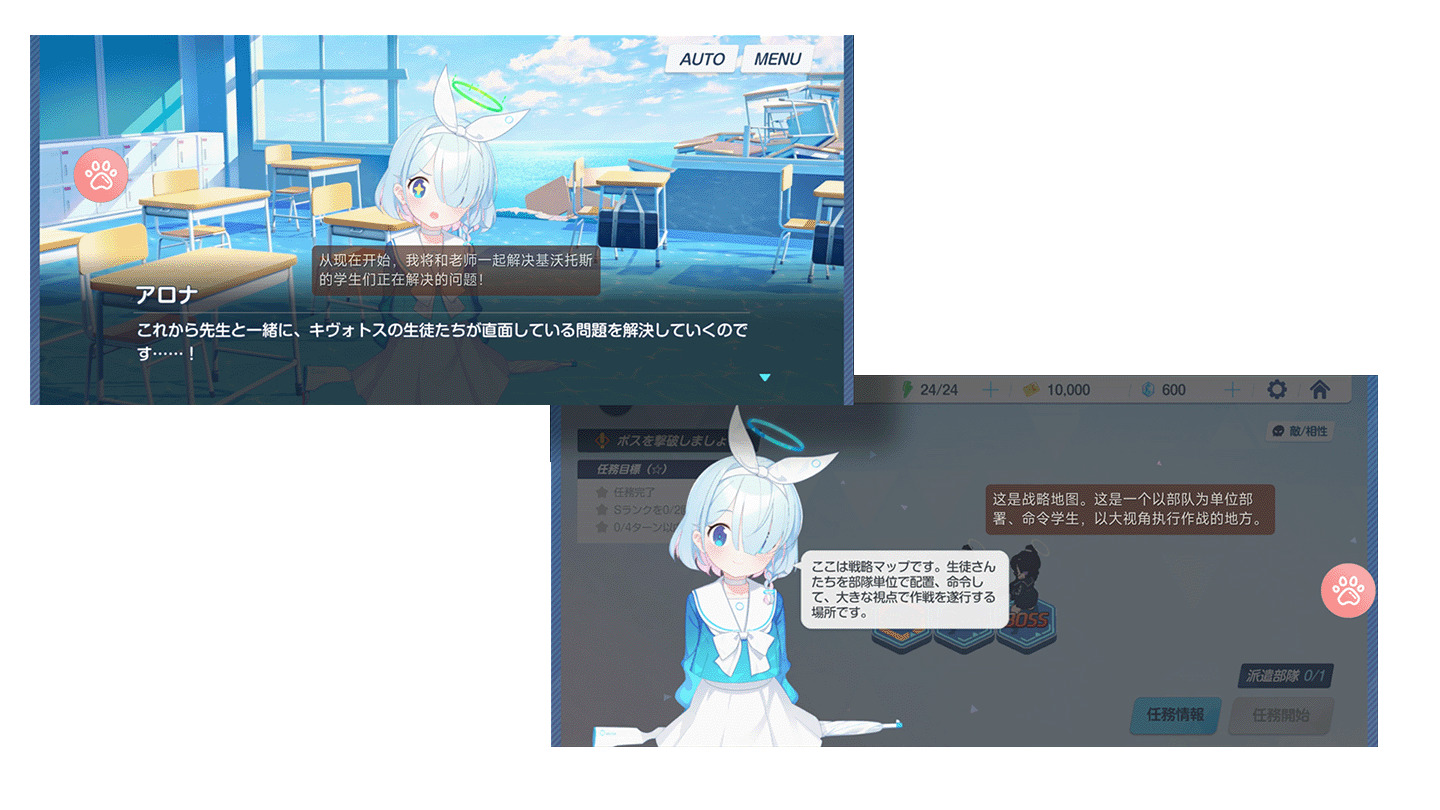 AUTO
MENU
从现在开始，我将和老师一起解决基沃托斯
的学生们正在解决的问题！
アロナ
これから先生と一緒に、キヴォトスの生徒たちが直面している問題を解決していくので
す……！
24/24
10,000
600
敵/相性
ボスを撃破しましょ
任務目標（☆）
任務完了
Sランクを0/2回
0/4ターン以
这是战略地图。这是一个以部队为单位部
署、命令学生，以大视角执行作战的地方。
ここは戦略マップです。生徒さん
たちを部隊単位で配置、命令し
て、大きな視点で作戦を遂行する
場所です。
BOSS
派遣部隊 0/1
任務情報
任務開始